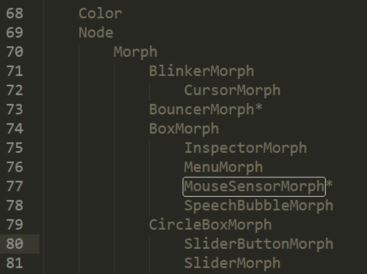 68 Color
69 Node
70 Morph
71 BlinkerMorph
72 CursorMorph
73 BouncerMorph*
74 BoxMorph
75 InspectorMorph
76 MenuMorph
77 MouseSensorMorph*
78 SpeechBubbleMorph
79 CircleBoxMorph
80 SliderButtonMorph
81 SliderMorph